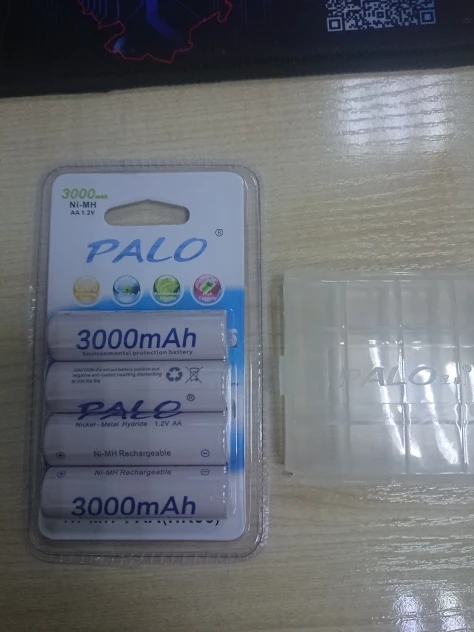 3000mAh
Ni-MH
AA 1.2V
PALO®
3000mAh
Environmental protection battery
PALO
Nickel-Metal Hydride 1.2V AA
Ni-MH Rechargeable
Ni-MH Rechargeable
3000mAh
PALO